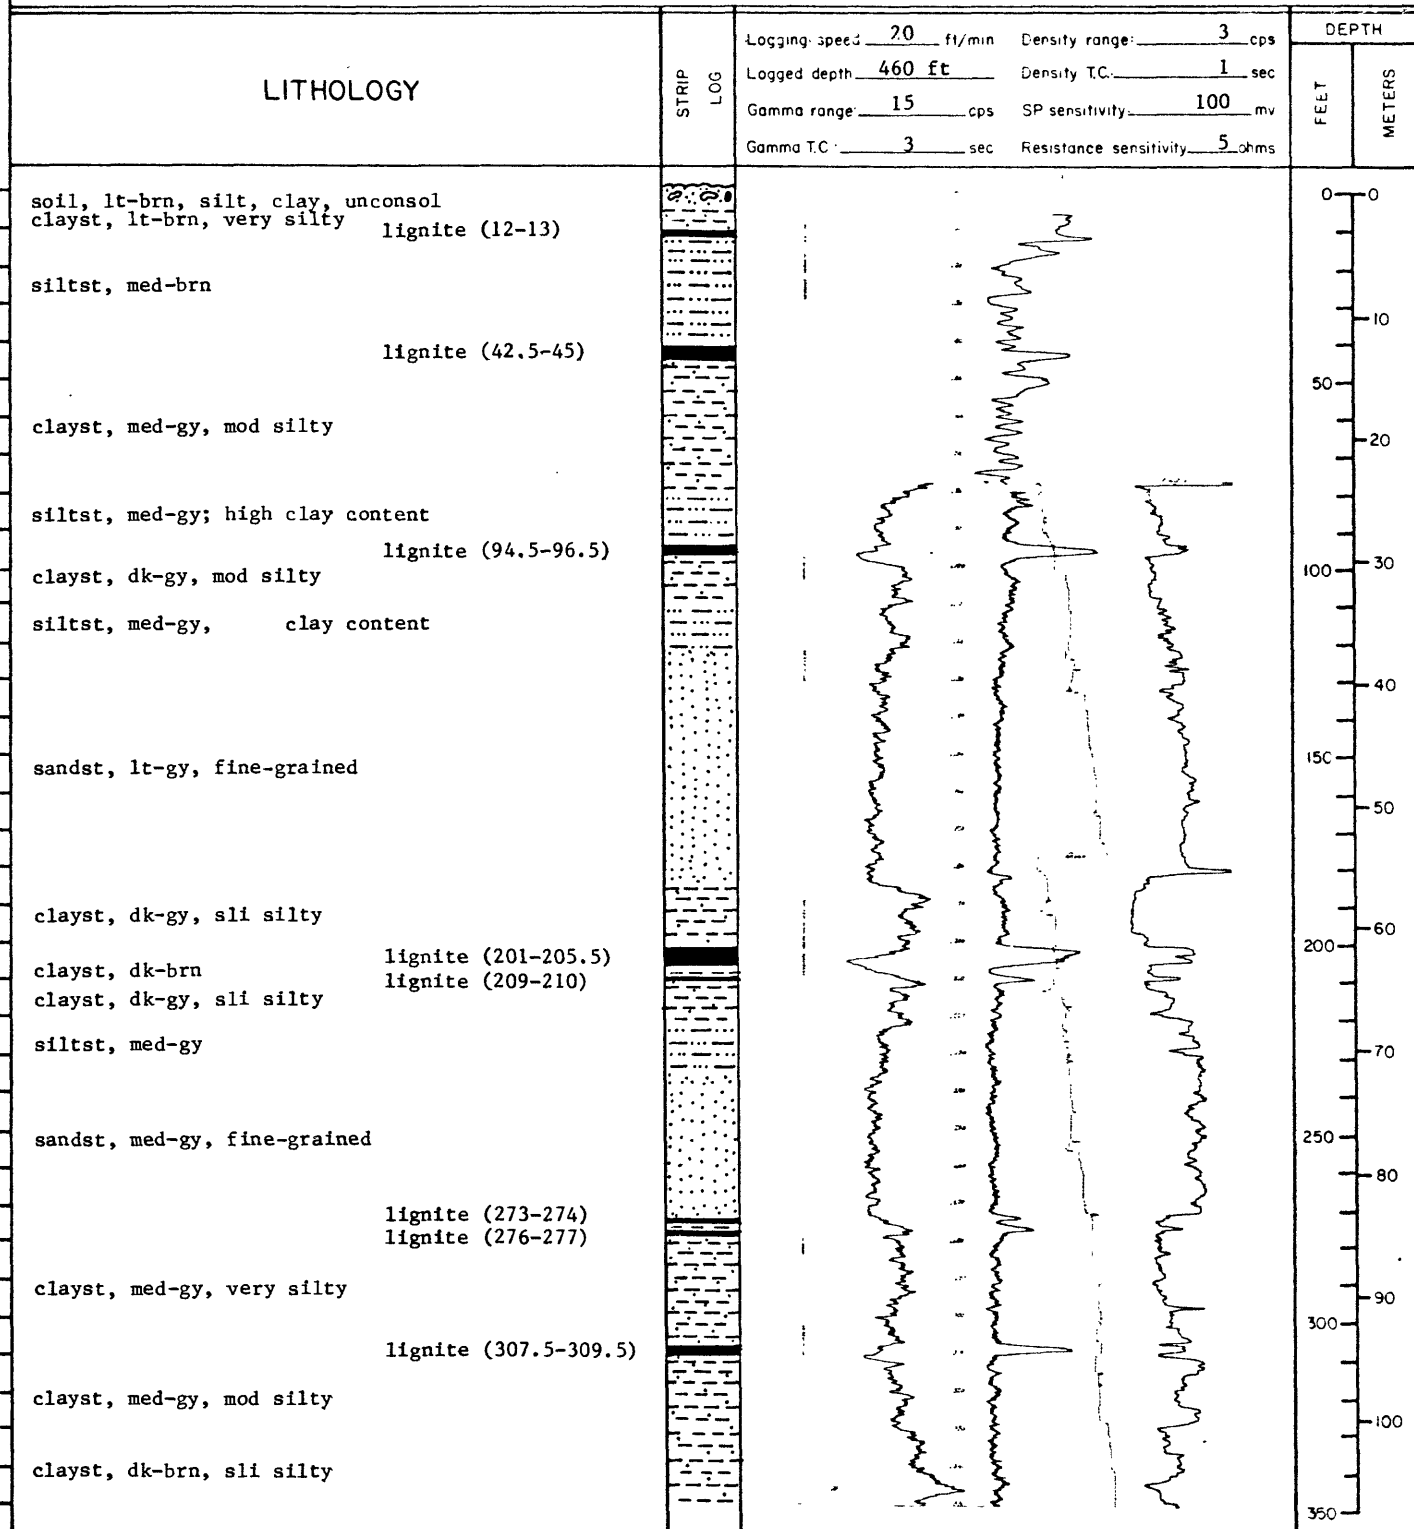 LITHOLOGY
STRIP LOG
Logging speed 20 ft/min
Density range: 3 cps
Logged depth 460 ft
Density T.C. 1 sec
Gamma range 15 cps
SP sensitivity 100 mv
Gamma T.C. 3 sec
Resistance sensitivity 5 ohms
DEPTH
FEET
METERS
soil, lt-brn, silt, clay, unconsol
clayst, lt-brn, very silty
lignite (12-13)
siltst, med-brn
lignite (42.5-45)
clayst, med-gy, mod silty
siltst, med-gy; high clay content
lignite (94.5-96.5)
clayst, dk-gy, mod silty
siltst, med-gy, clay content
sandst, lt-gy, fine-grained
clayst, dk-gy, sli silty
lignite (201-205.5)
clayst, dk-brn
lignite (209-210)
clayst, dk-gy, sli silty
siltst, med-gy
sandst, med-gy, fine-grained
lignite (273-274)
lignite (276-277)
clayst, med-gy, very silty
lignite (307.5-309.5)
clayst, med-gy, mod silty
clayst, dk-brn, sli silty
0 0
10
50
20
100 30
40
150
50
60
200
70
250
80
90
300
100
350